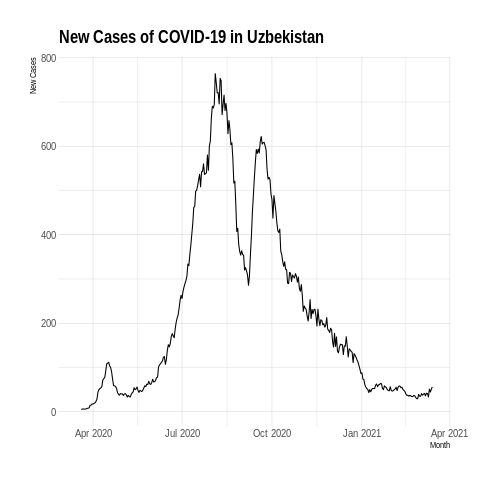 New Cases of COVID-19 in Uzbekistan
New Cases
800
600
400
200
0
Apr 2020 Jul 2020 Oct 2020 Jan 2021 Apr 2021
Month